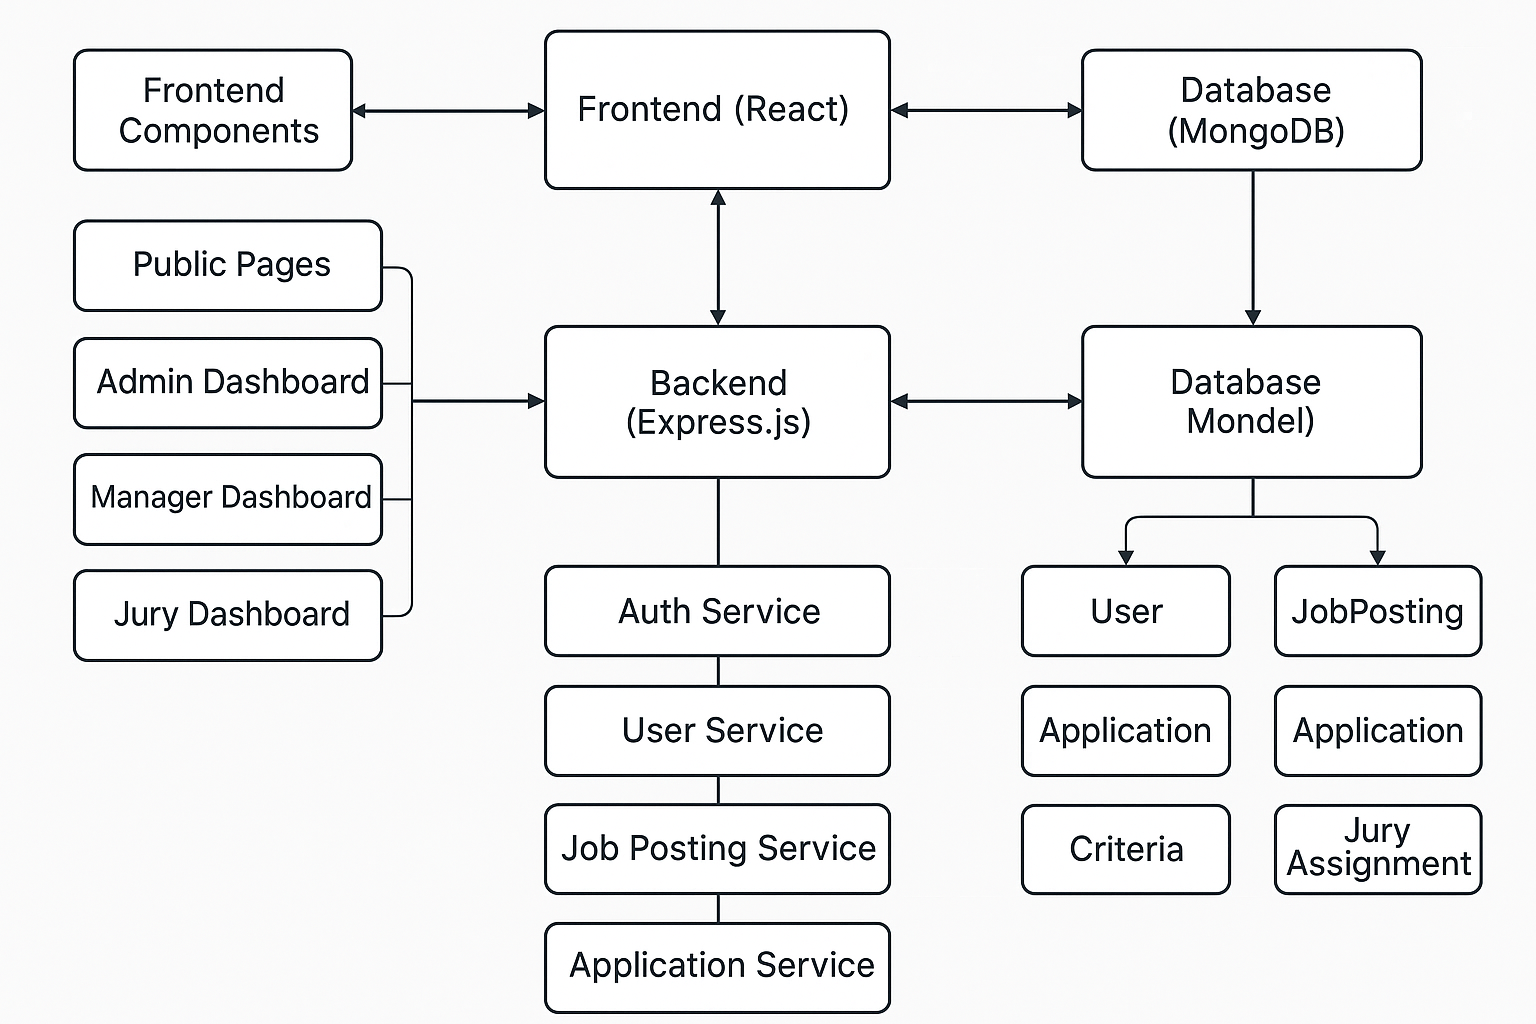 Frontend
Components
Frontend (React)
Database
(MongoDB)
Public Pages
Admin Dashboard
Manager Dashboard
Jury Dashboard
Backend
(Express.js)
Database
Mondel)
Auth Service
User Service
Job Posting Service
Application Service
User
JobPosting
Application
Application
Criteria
Jury
Assignment